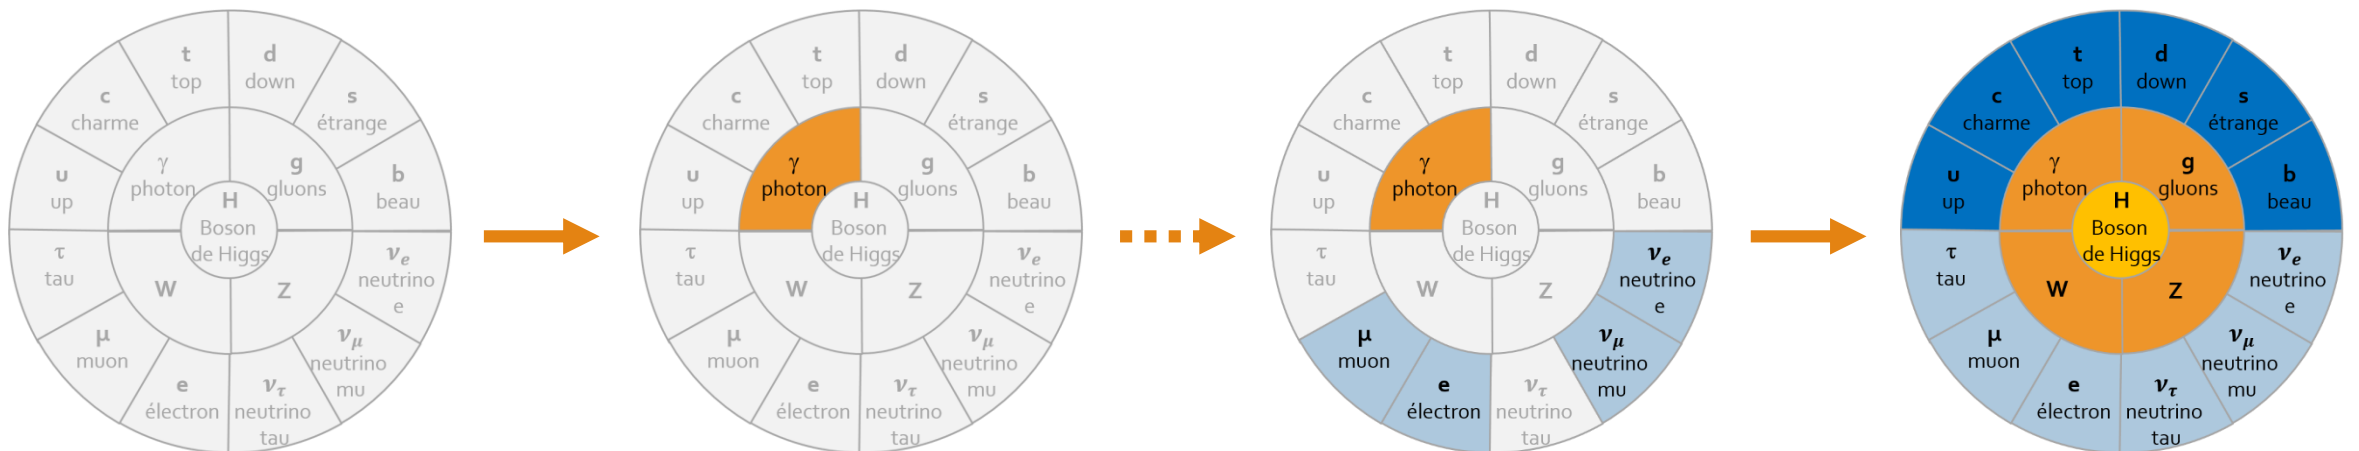 t
top
d
down
c
charme
s
étrange
γ
photon
g
gluons
u
up
b
beau
H
Boson
de Higgs
τ
tau
W
Z
νe
neutrino
e
μ
muon
νμ
neutrino
mu
e
électron
ντ
neutrino
tau
t
top
d
down
c
charme
s
étrange
γ
photon
g
gluons
u
up
b
beau
H
Boson
de Higgs
τ
tau
W
Z
νe
neutrino
e
μ
muon
νμ
neutrino
mu
e
électron
ντ
neutrino
tau
t
top
d
down
c
charme
s
étrange
γ
photon
g
gluons
u
up
b
beau
H
Boson
de Higgs
τ
tau
W
Z
νe
neutrino
e
μ
muon
νμ
neutrino
mu
e
électron
ντ
neutrino
tau
t
top
d
down
c
charme
s
étrange
γ
photon
g
gluons
u
up
b
beau
H
Boson
de Higgs
τ
tau
W
Z
νe
neutrino
e
μ
muon
νμ
neutrino
mu
e
électron
ντ
neutrino
tau